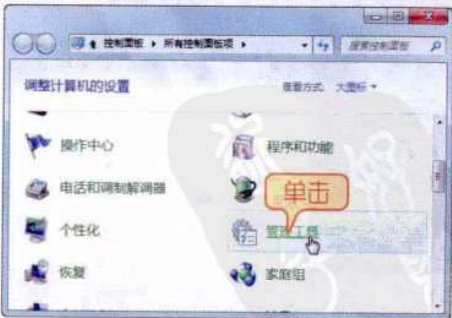 控制面板 ▸ 所有控制面板项 ▸
搜索控制面板
调整计算机的设置
查看方式:
大图标
操作中心
程序和功能
电话和调制解调器
单击
个性化
管理工具
恢复
家庭组